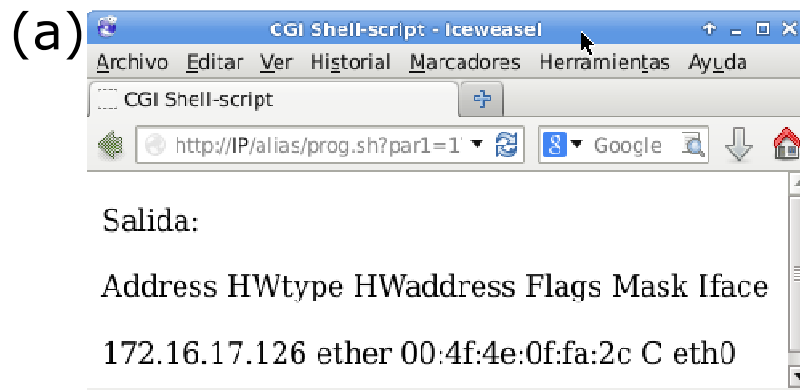 (a)
CGI Shell-script - Iceweasel
Archivo Editar Ver Historial Marcadores Herramientas Ayuda
CGI Shell-script
http://IP/alias/prog.sh?par1=1 8 Google
Salida:
Address HWtype HWaddress Flags Mask Iface
172.16.17.126 ether 00:4f:4e:0f:fa:2c C eth0